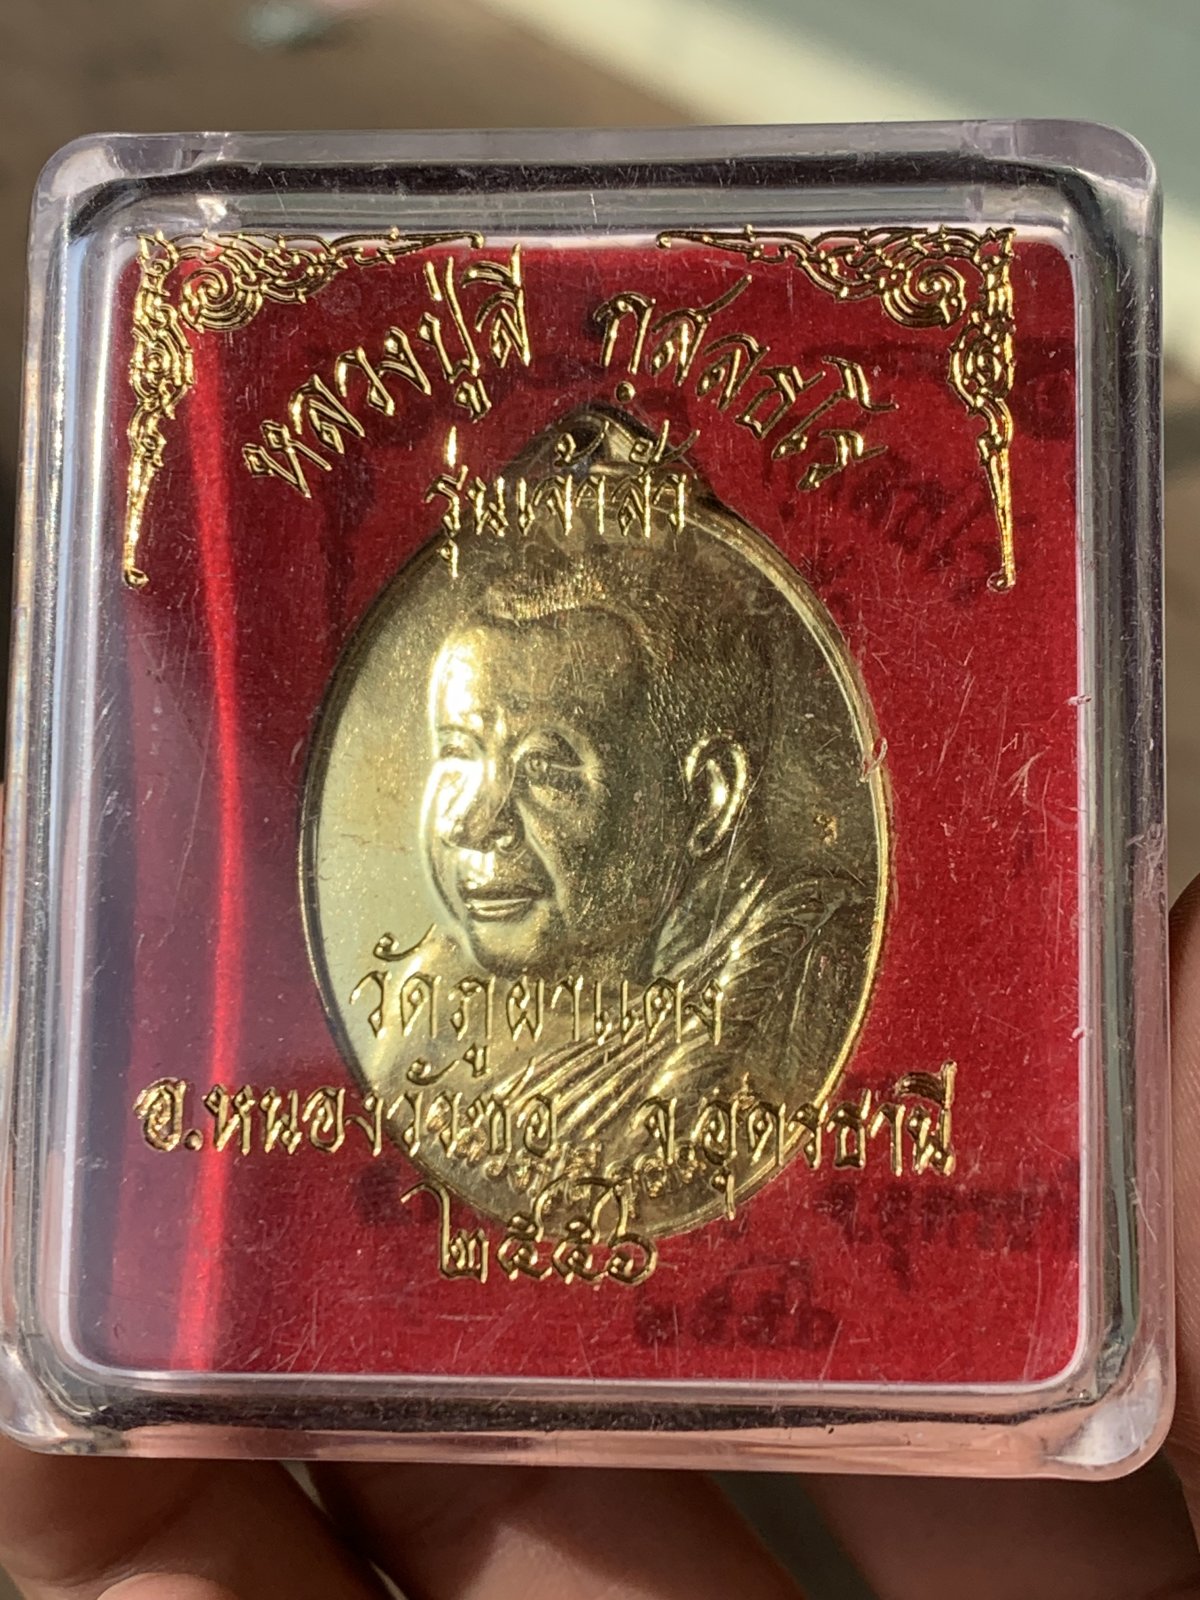 หลวงปู่สี กุสลธโร
รุ่นเจ้าสัว
วัดภูผาแดง
อ.หนองวัวซอ จ.อุดรธานี
๒๕๕๖